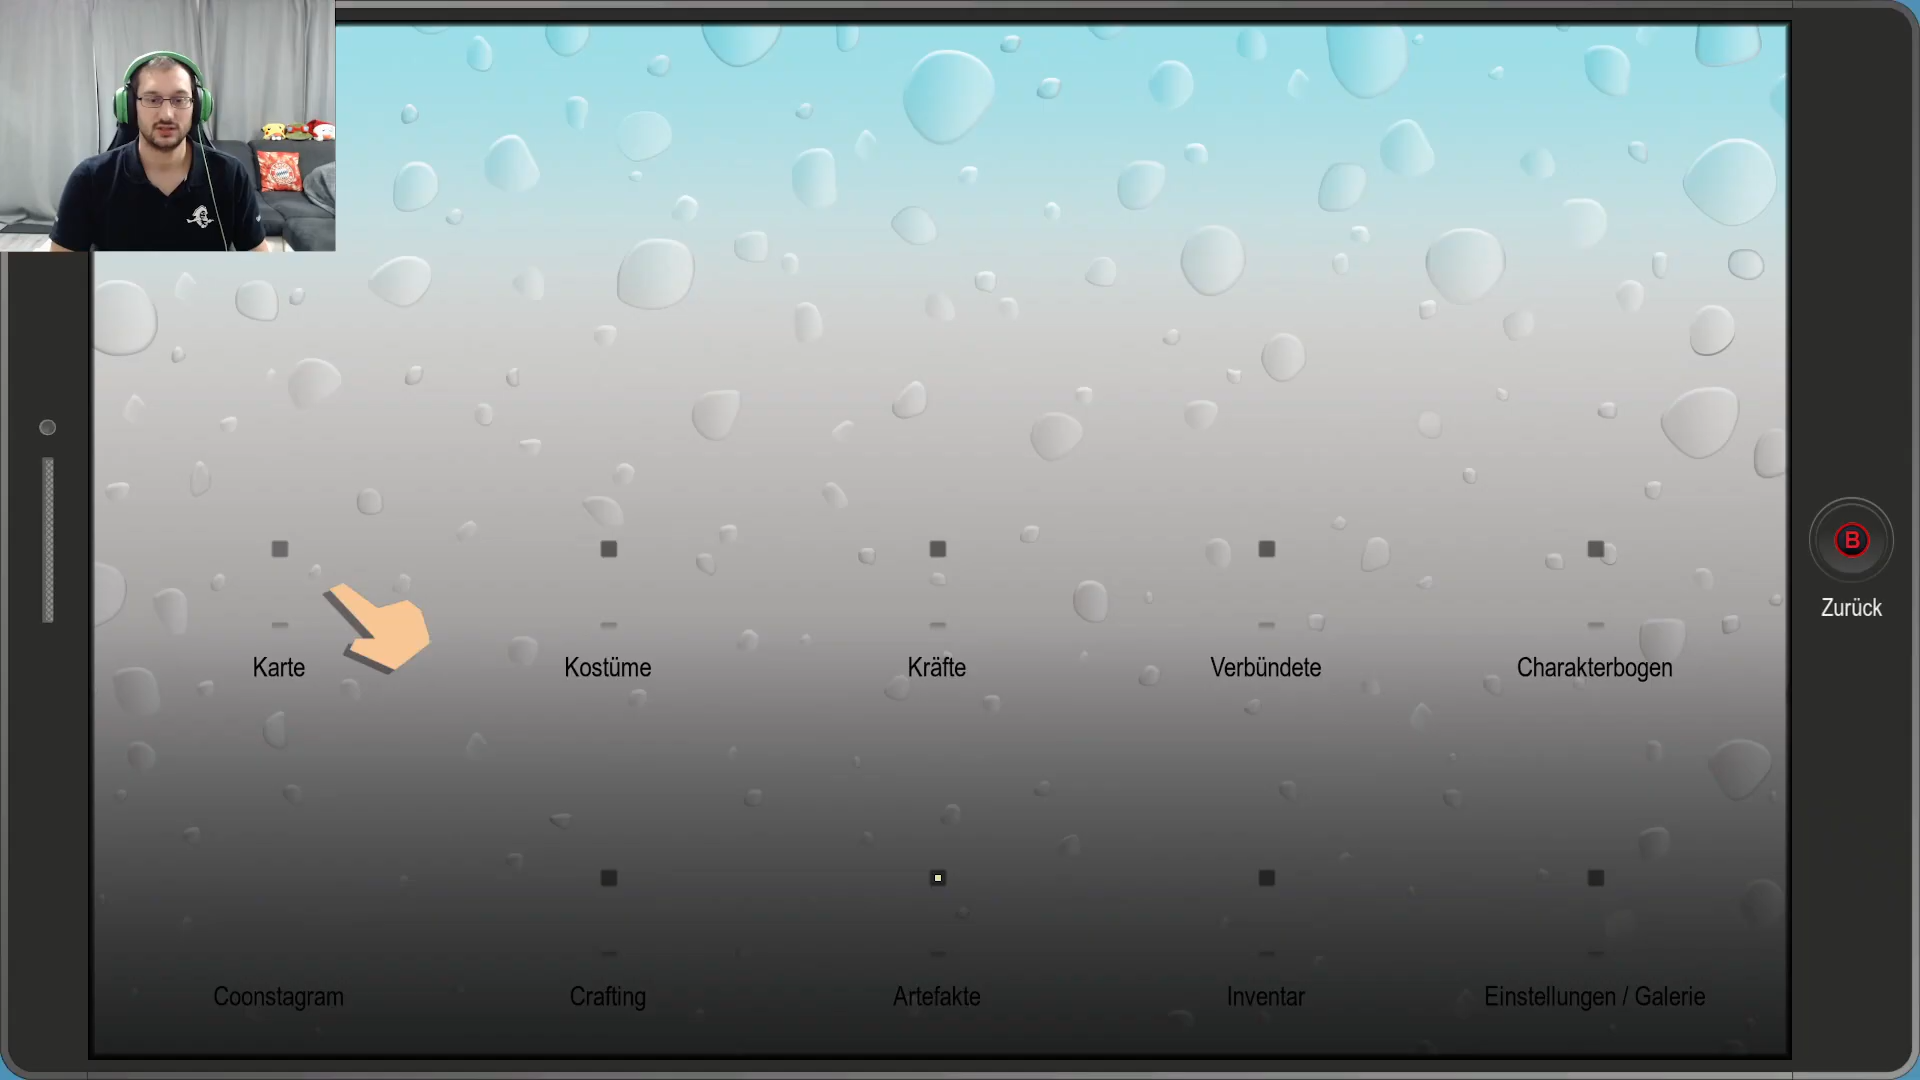 B
Zurück
Karte
Kostüme
Kräfte
Verbündete
Charakterbogen
Coonstagram
Crafting
Artefakte
Inventar
Einstellungen / Galerie